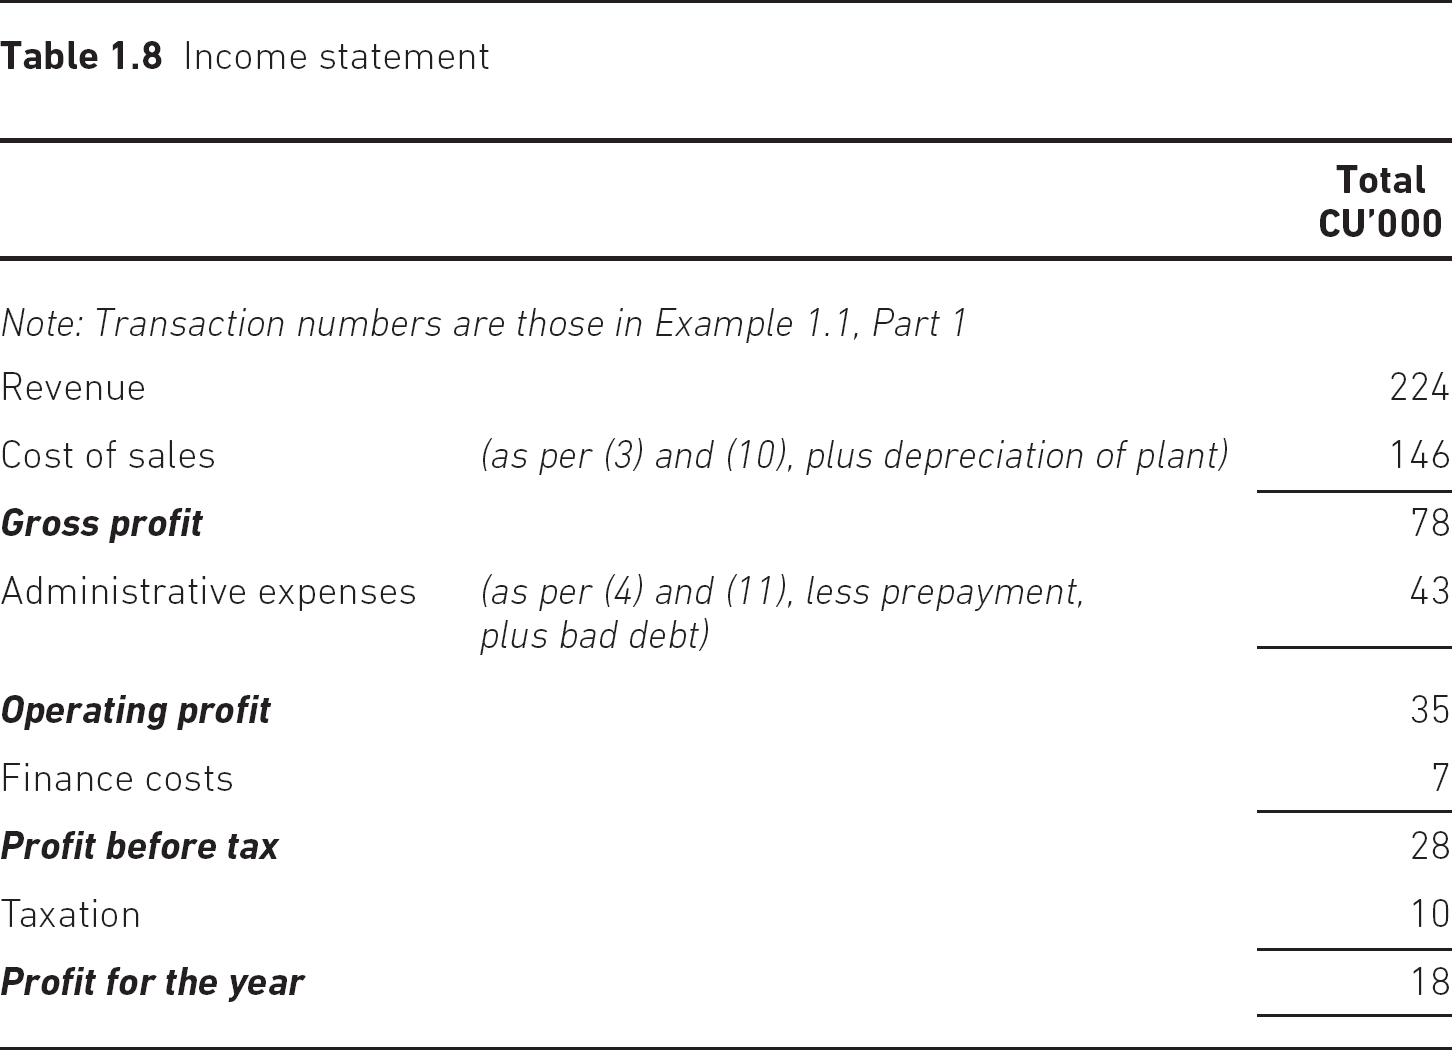 Table 1.8 Income statement
Total
CU’000
Note: Transaction numbers are those in Example 1.1, Part 1
Revenue 224
Cost of sales (as per (3) and (10), plus depreciation of plant) 146
Gross profit 78
Administrative expenses (as per (4) and (11), less prepayment, 43
plus bad debt)
Operating profit 35
Finance costs 7
Profit before tax 28
Taxation 10
Profit for the year 18